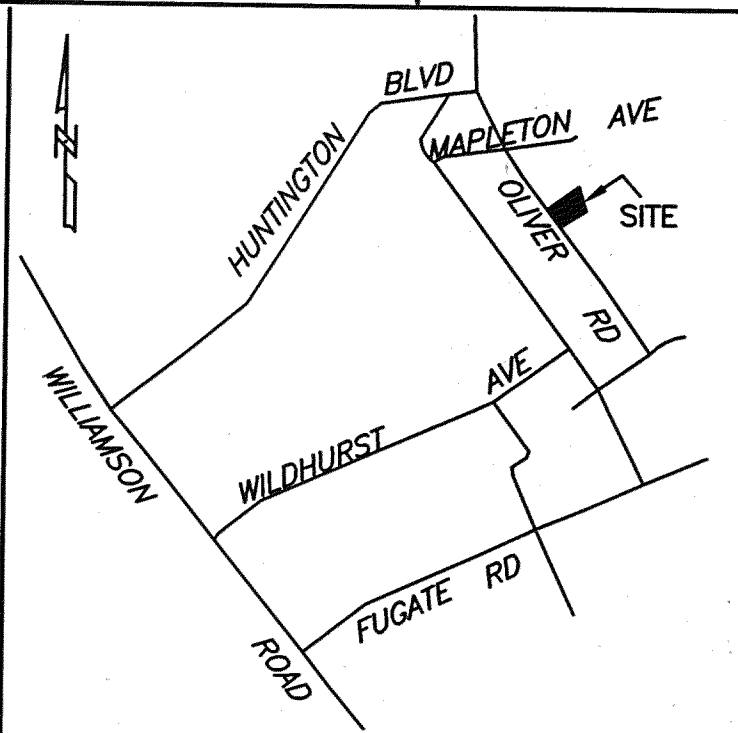 BLVD
HUNTINGTON
MAPLETON AVE
OLIVER RD
SITE
WILLIAMSON ROAD
WILDHURST AVE
FUGATE RD
N